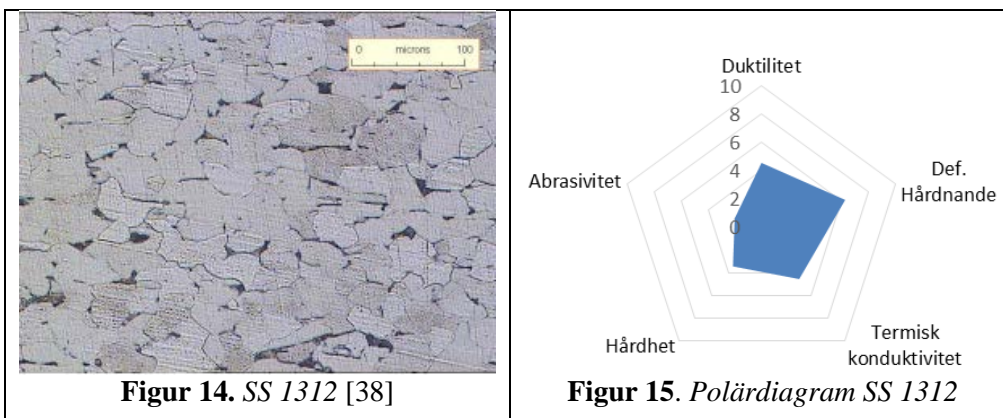 0 microns 100
Figur 14. SS 1312 [38]
Duktilitet
10
8
6
4
2
0
Def.
Hårdnande
Termisk
konduktivitet
Hårdhet
Abrasivitet
Figur 15. Polärdiagram SS 1312